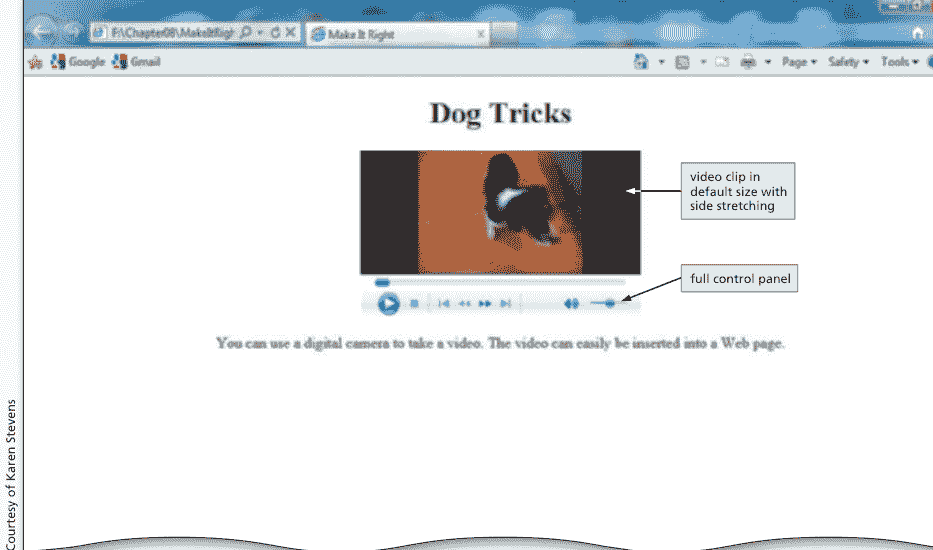 F:\Chapter08\MakeItRigh
Make It Right
Google
Gmail
Page
Safety
Tools
Dog Tricks
video clip in
default size with
side stretching
full control panel
You can use a digital camera to take a video. The video can easily be inserted into a Web page.
Courtesy of Karen Stevens